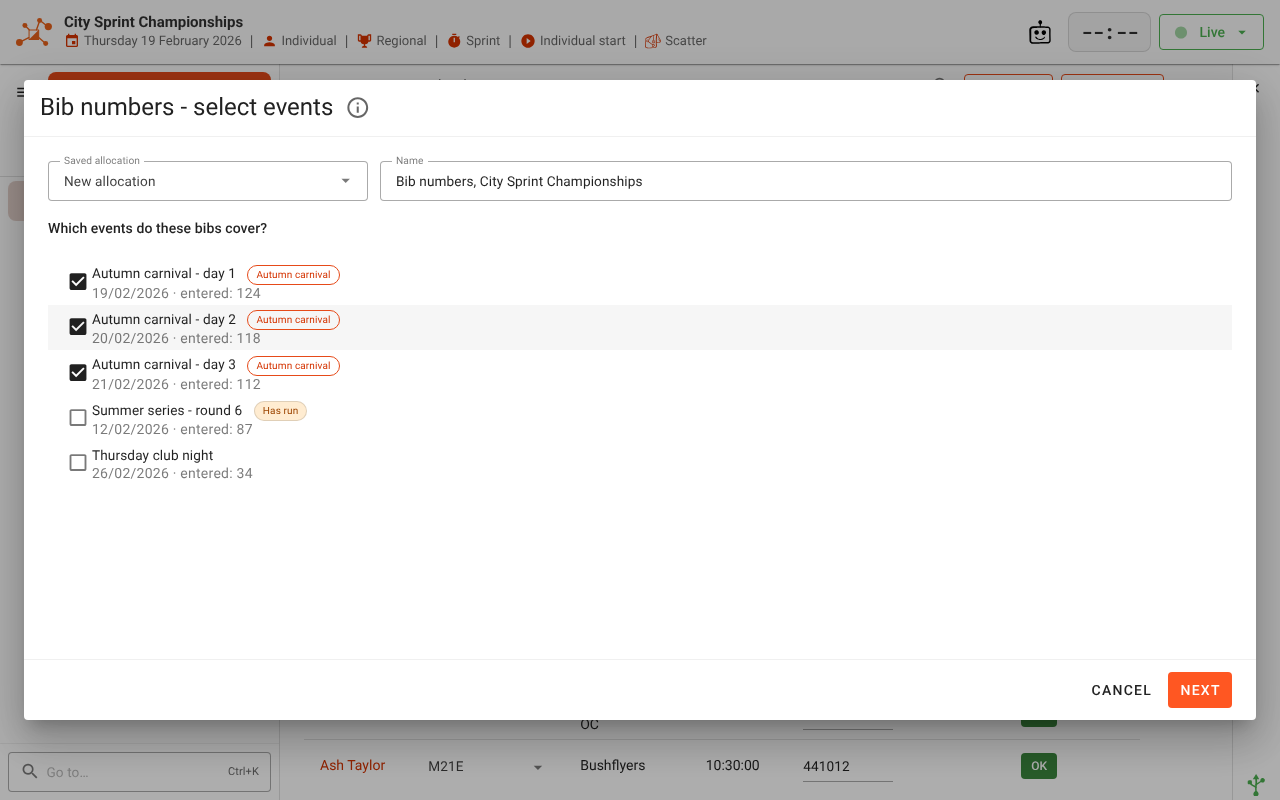 City Sprint Championships
Thursday 19 February 2026 | Individual | Regional | Sprint | Individual start | Scatter
--:--
Live
Bib numbers - select events
Saved allocation
New allocation
Name
Bib numbers, City Sprint Championships
Which events do these bibs cover?
Autumn carnival - day 1 Autumn carnival
19/02/2026 · entered: 124
Autumn carnival - day 2 Autumn carnival
20/02/2026 · entered: 118
Autumn carnival - day 3 Autumn carnival
21/02/2026 · entered: 112
Summer series - round 6 Has run
12/02/2026 · entered: 87
Thursday club night
26/02/2026 · entered: 34
CANCEL NEXT
OC
Go to... Ctrl+K
Ash Taylor M21E Bushflyers 10:30:00 441012 OK